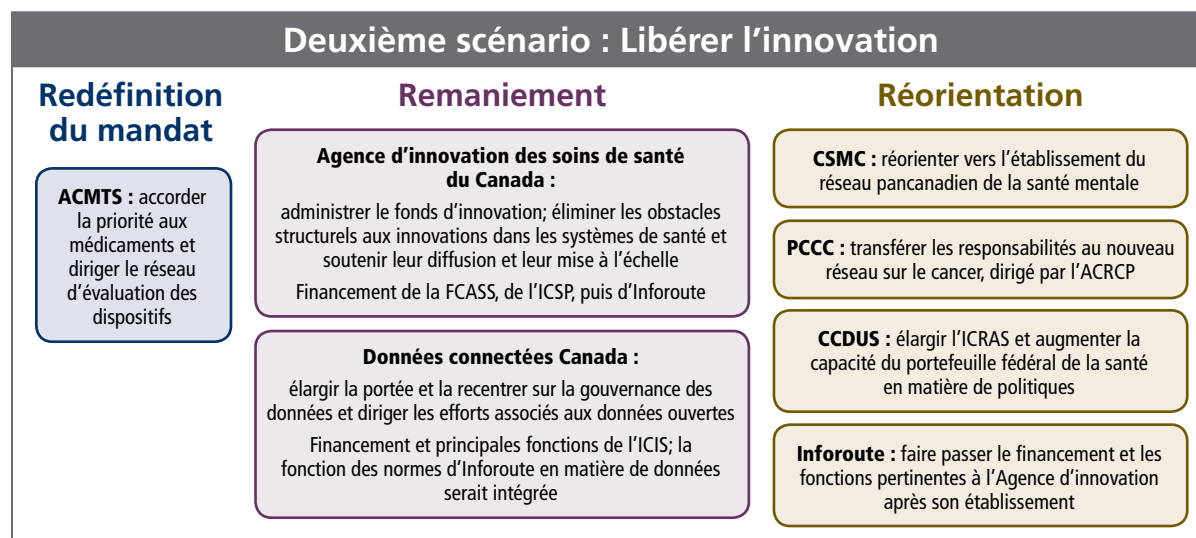 Deuxième scénario : Libérer l’innovation
Redéfinition
du mandat
ACMTS : accorder
la priorité aux
médicaments et
diriger le réseau
d’évaluation des
dispositifs
Remaniement
Agence d’innovation des soins de santé
du Canada :
administrer le fonds d’innovation; éliminer les obstacles
structurels aux innovations dans les systèmes de santé et
soutenir leur diffusion et leur mise à l’échelle
Financement de la FCASS, de l’ICSP, puis d’Inforoute
Données connectées Canada :
élargir la portée et la recentrer sur la gouvernance des
données et diriger les efforts associés aux données ouvertes
Financement et principales fonctions de l’ICIS; la
fonction des normes d’Inforoute en matière de données
serait intégrée
Réorientation
CSMC : réorienter vers l’établissement du
réseau pancanadien de la santé mentale
PCCC : transférer les responsabilités au nouveau
réseau sur le cancer, dirigé par l’ACRCP
CCDUS : élargir l’ICRAS et augmenter la
capacité du portefeuille fédéral de la santé
en matière de politiques
Inforoute : faire passer le financement et les
fonctions pertinentes à l’Agence d’innovation
après son établissement